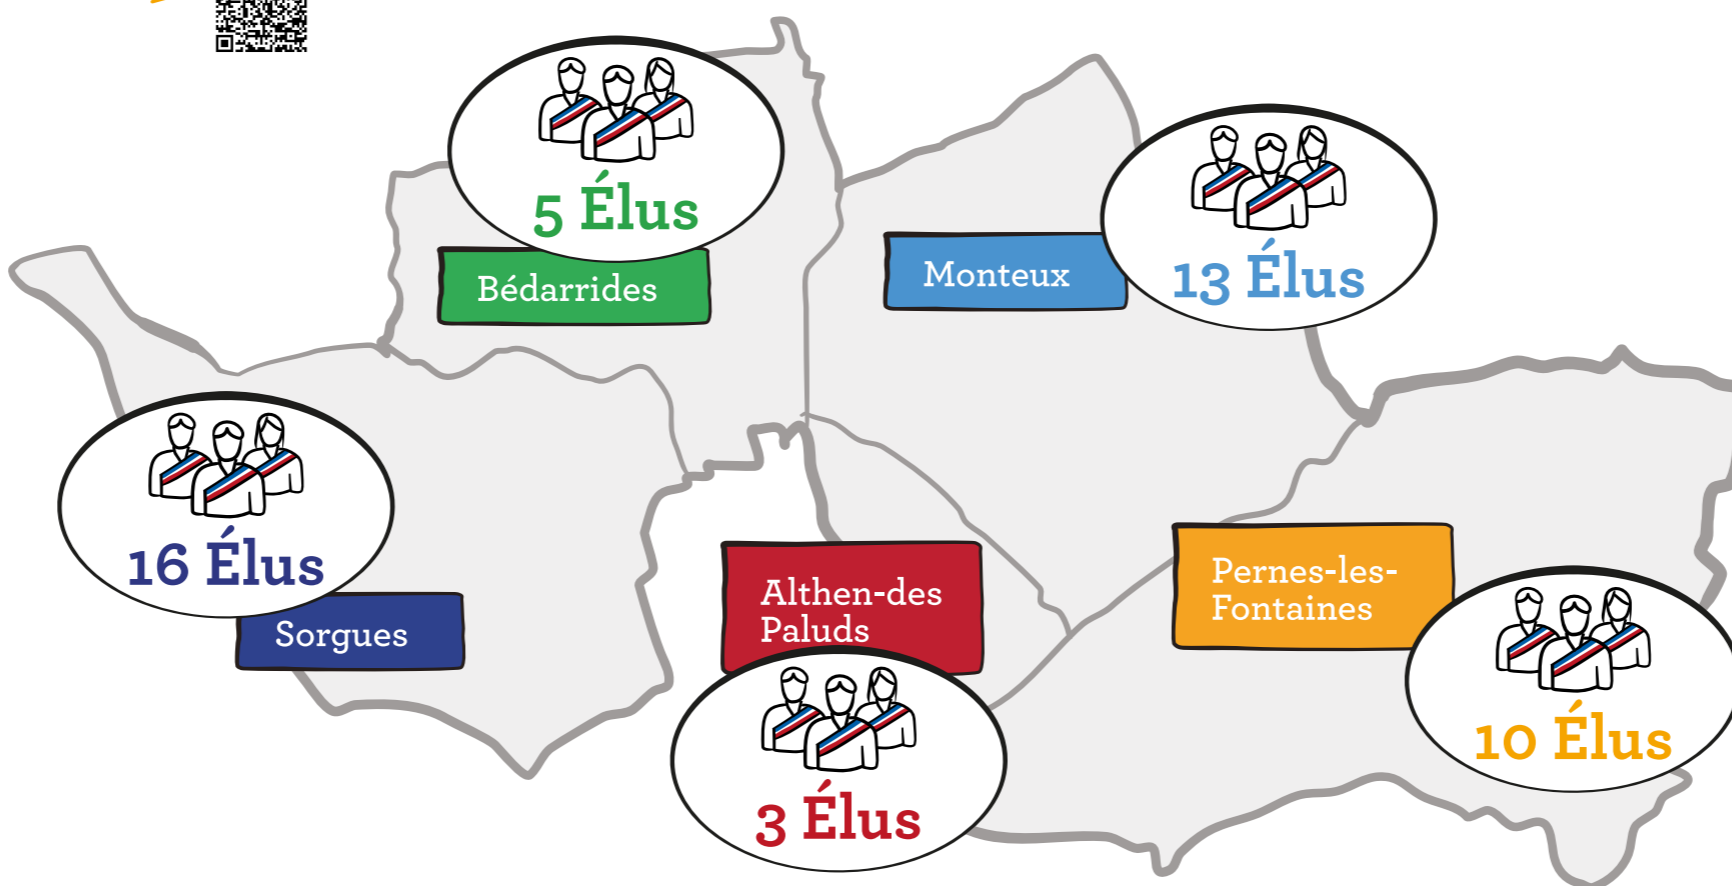 5 Élus
Bédarrides
Monteux
13 Élus
16 Élus
Sorgues
Althen-des
Paluds
3 Élus
Pernes-les-
Fontaines
10 Élus